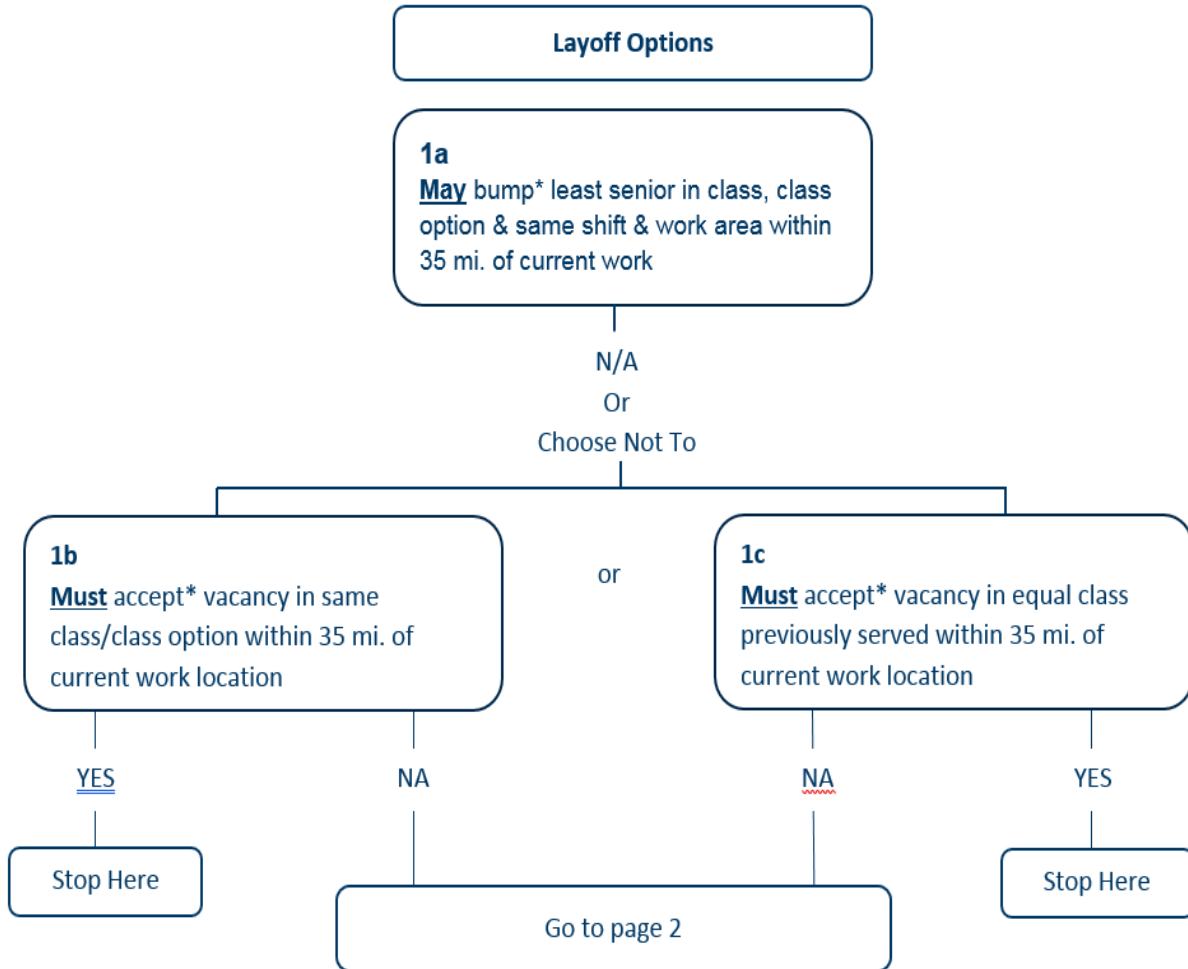 Layoff Options
1a
May bump* least senior in class, class
option & same shift & work area within
35 mi. of current work
N/A
Or
Choose Not To
1b
Must accept* vacancy in same
class/class option within 35 mi. of
current work location
or
1c
Must accept* vacancy in equal class
previously served within 35 mi. of
current work location
YES
NA
NA
YES
Stop Here
Stop Here
Go to page 2